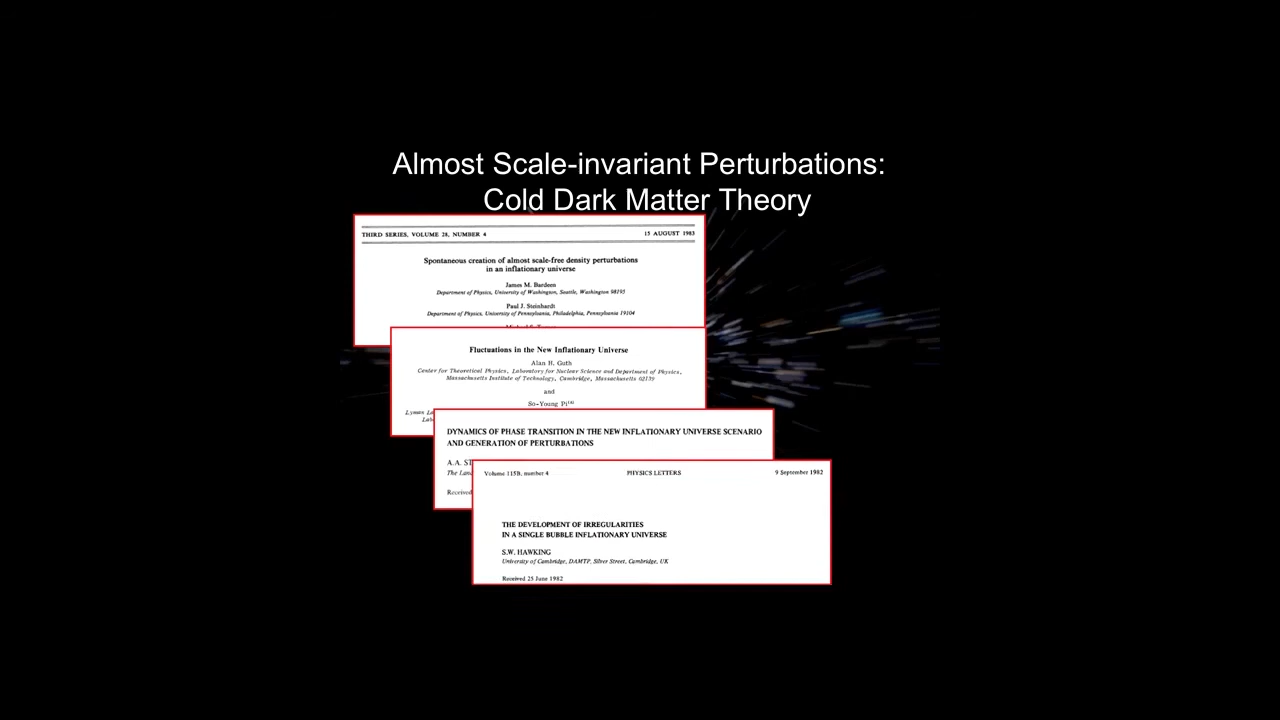 Almost Scale-invariant Perturbations:
Cold Dark Matter Theory
THIRD SERIES, VOLUME 28, NUMBER 4
15 AUGUST 1983
Spontaneous creation of almost scale-free density perturbations
in an inflationary universe
James M. Bardeen
Department of Physics, University of Washington, Seattle, Washington 98195
Paul J. Steinhardt
Department of Physics, University of Pennsylvania, Philadelphia, Pennsylvania 19104
Fluctuations in the New Inflationary Universe
Alan H. Guth
Center for Theoretical Physics, Laboratory for Nuclear Science and Department of Physics,
Massachusetts Institute of Technology, Cambridge, Massachusetts 02139
and
So-Young Pi
Lyman
DYNAMICS OF PHASE TRANSITION IN THE NEW INFLATIONARY UNIVERSE SCENARIO
AND GENERATION OF PERTURBATIONS
A.A.
The
Received
Volume 115B, number 4
PHYSICS LETTERS
9 September 1982
THE DEVELOPMENT OF IRREGULARITIES
IN A SINGLE BUBBLE INFLATIONARY UNIVERSE
S.W. HAWKING
University of Cambridge, DAMTP, Silver Street, Cambridge, UK
Received 25 June 1982